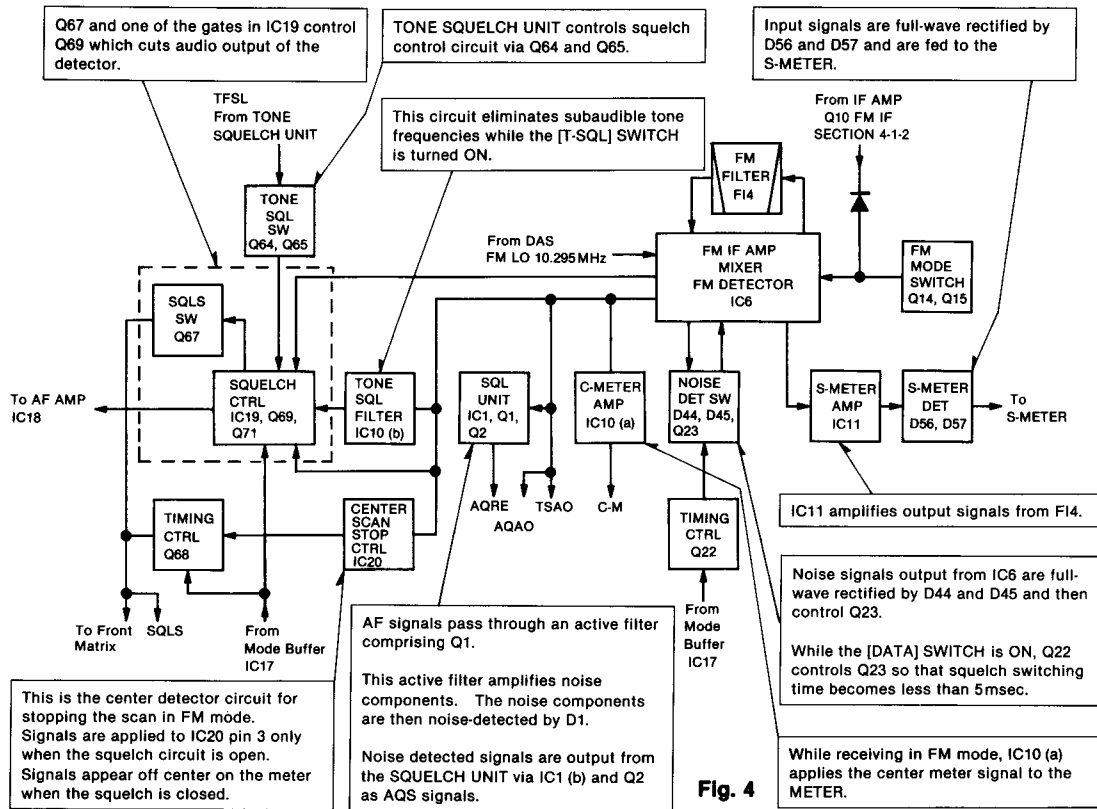 Q67 and one of the gates in IC19 control
Q69 which cuts audio output of the
detector.
TONE SQUELCH UNIT controls squelch
control circuit via Q64 and Q65.
Input signals are full-wave rectified by
D56 and D57 and are fed to the
S-METER.
TFSL
From TONE
SQUELCH UNIT
This circuit eliminates subaudible tone
frequencies while the [T-SQL] SWITCH
is turned ON.
From IF AMP
Q10 FM IF
SECTION 4-1-2
FM
FILTER
FI4
TONE
SQL
SW
Q64, Q65
From DAS
FM LO 10.295MHz
FM IF AMP
MIXER
FM DETECTOR
IC6
FM
MODE
SWITCH
Q14, Q15
SQLS
SW
Q67
To AF AMP
IC18
SQUELCH
CTRL
IC19, Q69,
Q71
TONE
SQL
FILTER
IC10 (b)
SQL
UNIT
IC1, Q1,
Q2
C-METER
AMP
IC10 (a)
NOISE
DET SW
D44, D45,
Q23
S-METER
AMP
IC11
S-METER
DET
D56, D57
To
S-METER
AQRE
AQAO
TSAO
C-M
TIMING
CTRL
Q68
CENTER
SCAN
STOP
CTRL
IC20
TIMING
CTRL
Q22
IC11 amplifies output signals from FI4.
To Front
Matrix
SQLS
From
Mode Buffer
IC17
From
Mode Buffer
IC17
Noise signals output from IC6 are full-
wave rectified by D44 and D45 and then
control Q23.
While the [DATA] SWITCH is ON, Q22
controls Q23 so that squelch switching
time becomes less than 5msec.
AF signals pass through an active filter
comprising Q1.
This active filter amplifies noise
components. The noise components
are then noise-detected by D1.
Noise detected signals are output from
the SQUELCH UNIT via IC1 (b) and Q2
as AQS signals.
This is the center detector circuit for
stopping the scan in FM mode.
Signals are applied to IC20 pin 3 only
when the squelch circuit is open.
Signals appear off center on the meter
when the squelch is closed.
While receiving in FM mode, IC10 (a)
applies the center meter signal to the
METER.
Fig. 4